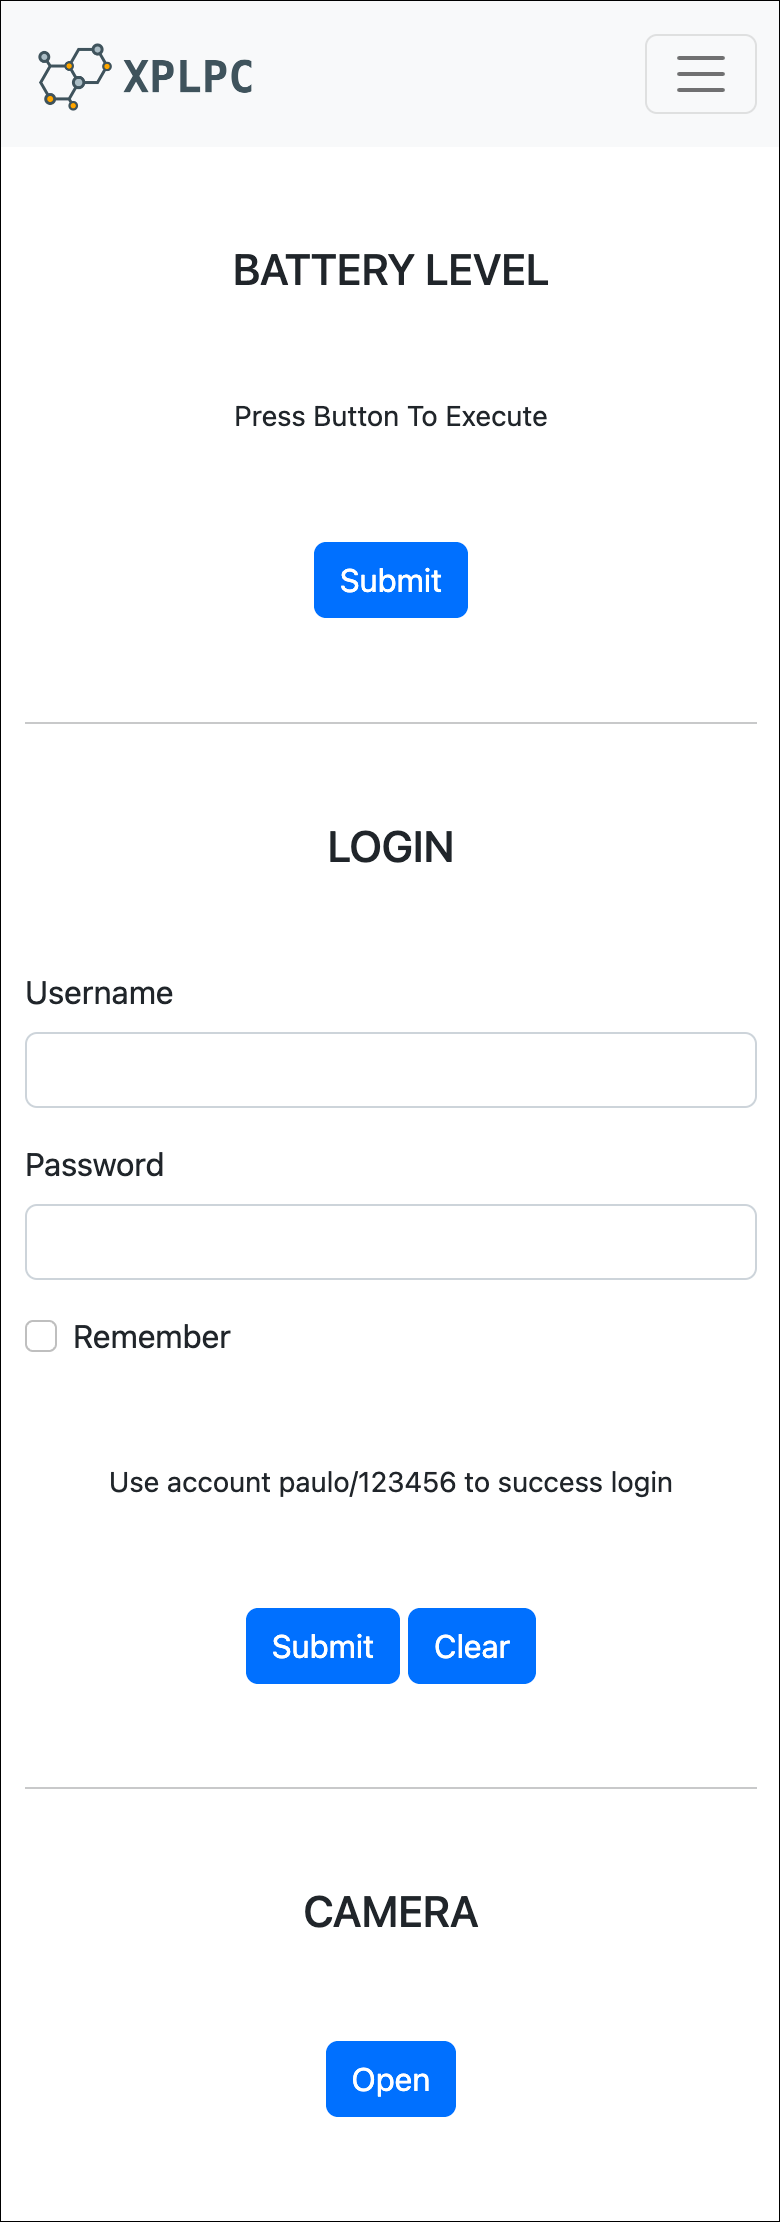 XPLPC
BATTERY LEVEL
Press Button To Execute
Submit
LOGIN
Username
Password
Remember
Use account paulo/123456 to success login
Submit Clear
CAMERA
Open